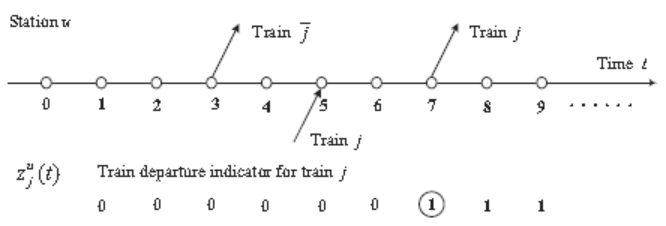 Station u
Train j̅
Train j
Time t
0 1 2 3 4 5 6 7 8 9 ......
Train j
z_j^u(t) Train departure indicator for train j
0 0 0 0 0 0 1 1 1